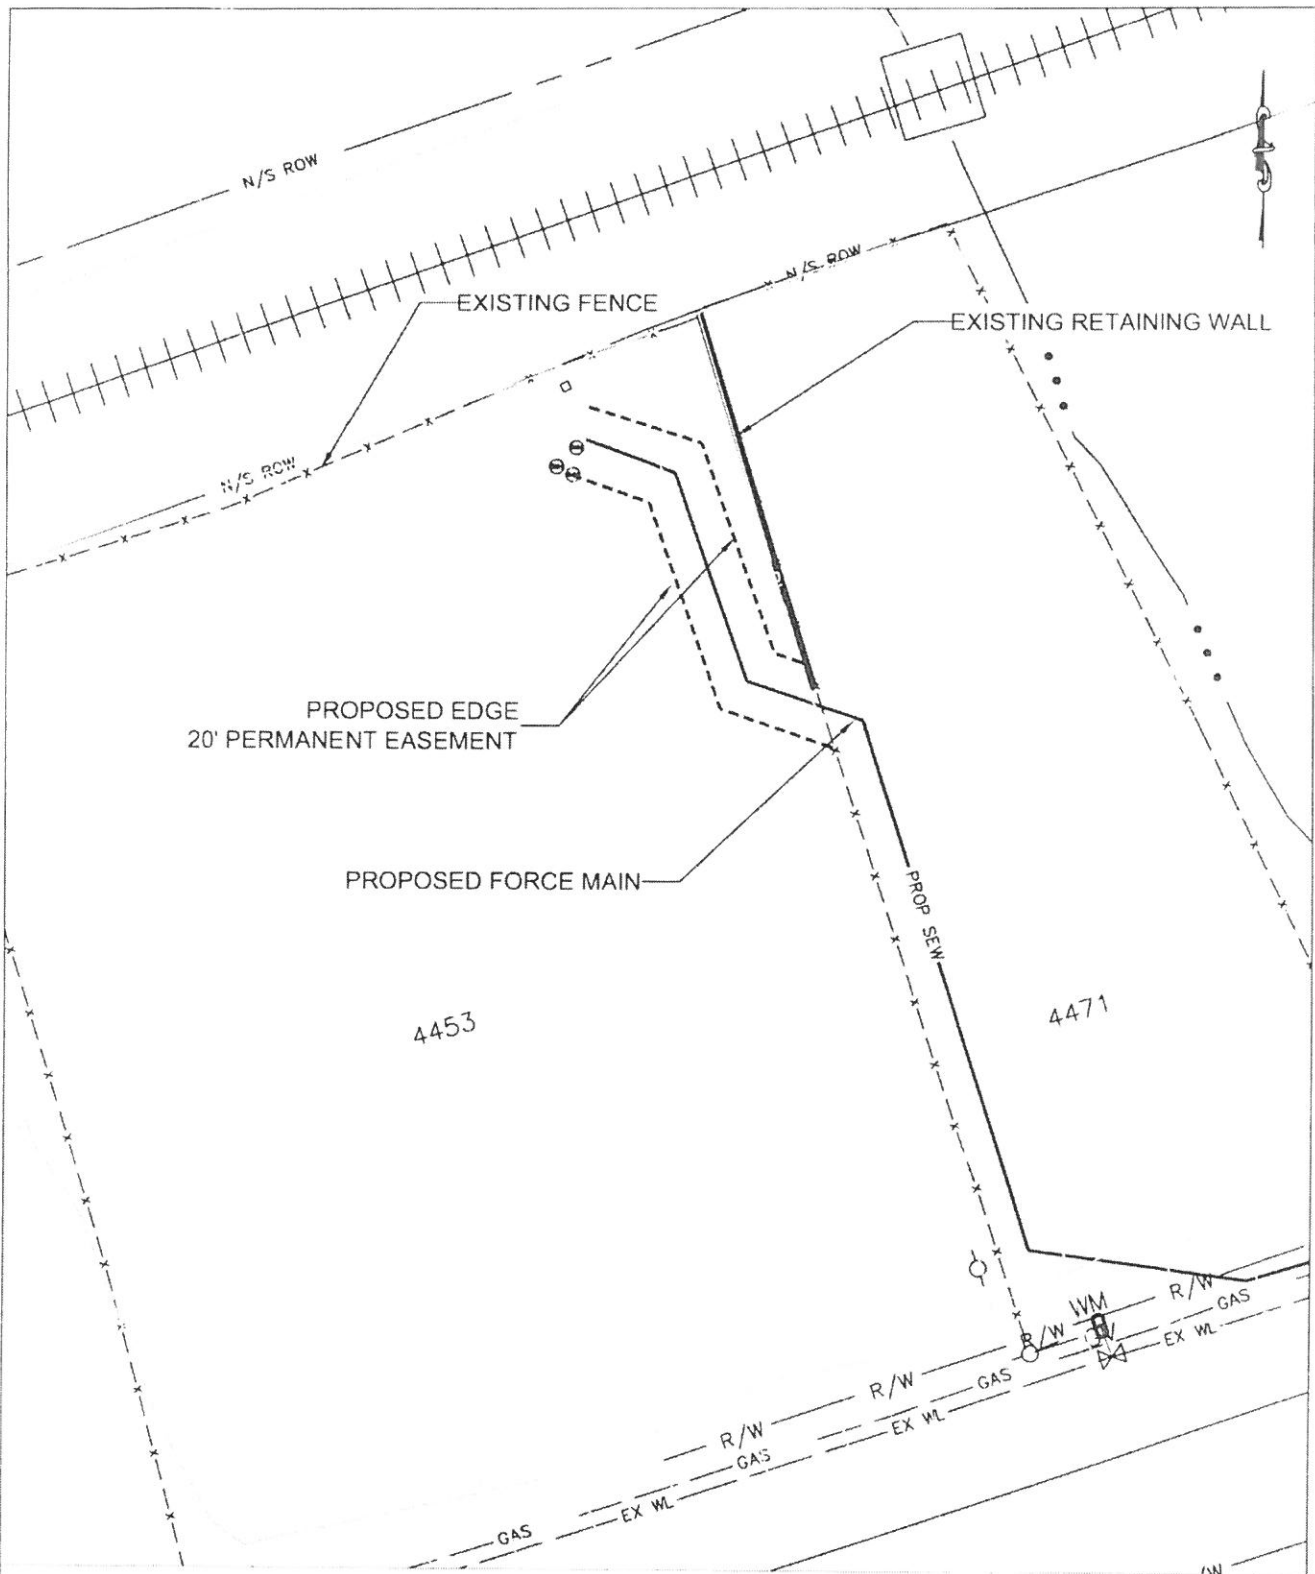 N/S ROW
N/S ROW
EXISTING FENCE
EXISTING RETAINING WALL
N/S ROW
PROPOSED EDGE
20' PERMANENT EASEMENT
PROPOSED FORCE MAIN
PROP SEW
4453
4471
R/W
WM
GAS
R/W
EX WL
R/W
GAS
R/W
EX WL
GAS
EX WL
GAS
/W